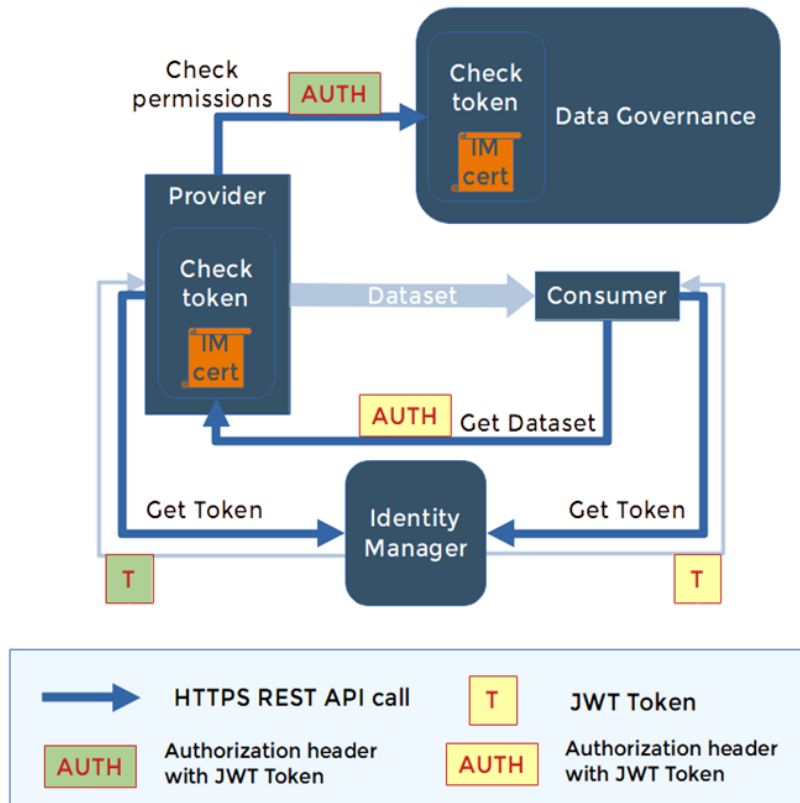 Check
permissions
AUTH
Check
token
IM
cert
Data Governance
Provider
Check
token
IM
cert
Dataset
Consumer
AUTH
Get Dataset
Get Token
Identity
Manager
Get Token
T
T
HTTPS REST API call
T
JWT Token
AUTH
Authorization header
with JWT Token
AUTH
Authorization header
with JWT Token